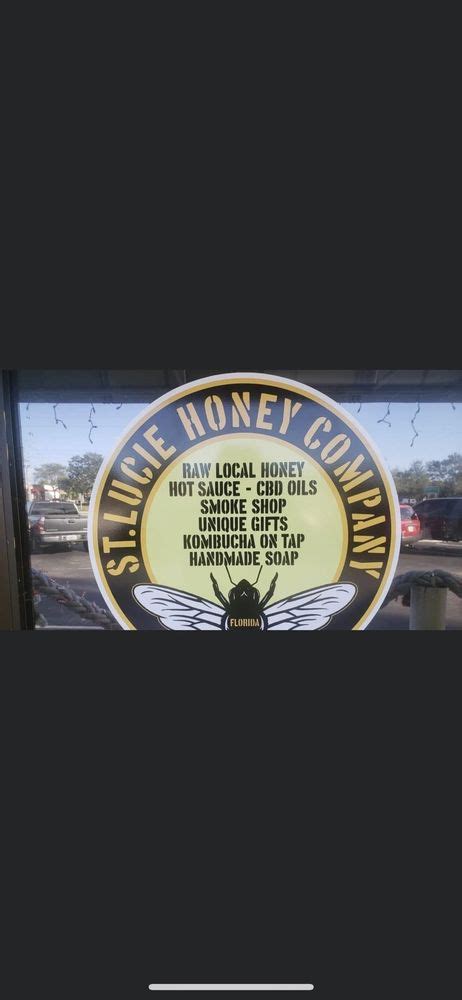 ST. LUCIE HONEY COMPANY
RAW LOCAL HONEY
HOT SAUCE - CBD OILS
SMOKE SHOP
UNIQUE GIFTS
KOMBUCHA ON TAP
HANDMADE SOAP
FLORIDA